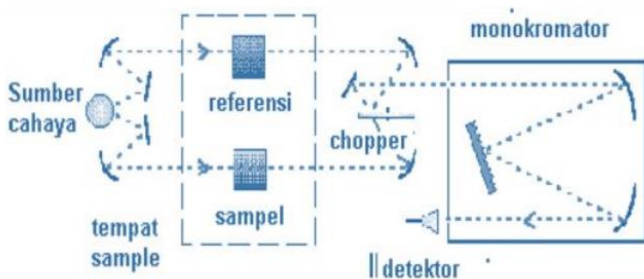 monokromator
Sumber
cahaya
referensi
chopper
sampel
tempat
sample
detektor